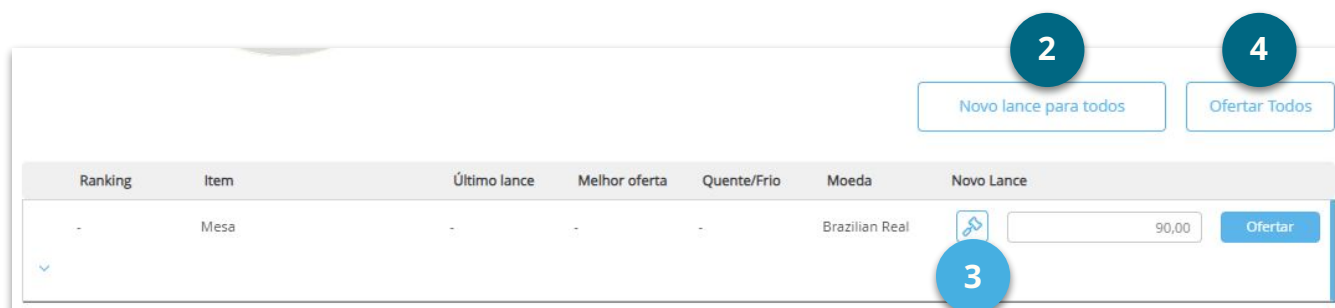 2 4
Novo lance para todos Ofertar Todos
Ranking Item Último lance Melhor oferta Quente/Frio Moeda Novo Lance
- Mesa - - - Brazilian Real 90,00 Ofertar
3